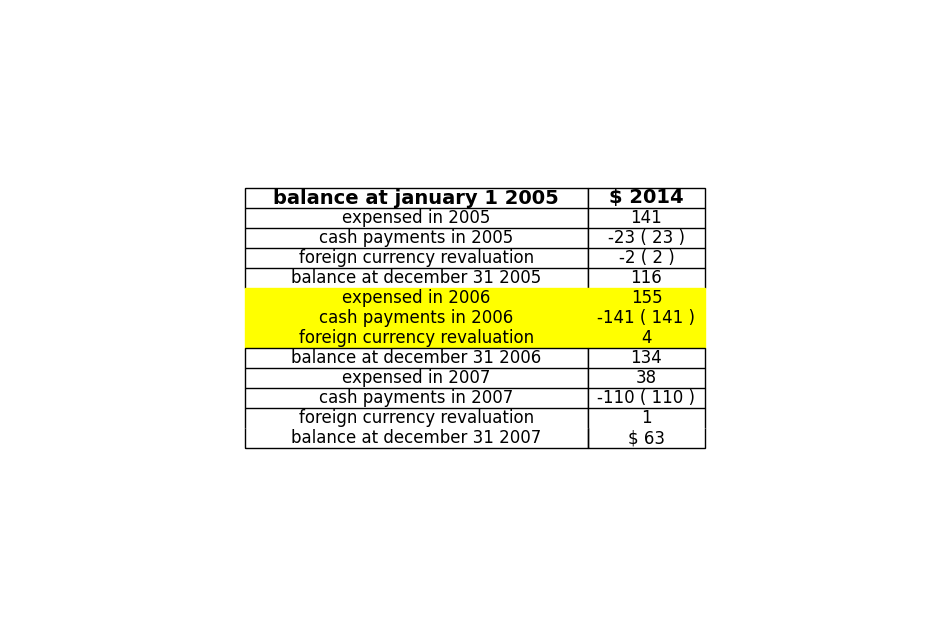 balance at january 1 2005 $ 2014
expensed in 2005 141
cash payments in 2005 -23 ( 23 )
foreign currency revaluation -2 ( 2 )
balance at december 31 2005 116
expensed in 2006 155
cash payments in 2006 -141 ( 141 )
foreign currency revaluation 4
balance at december 31 2006 134
expensed in 2007 38
cash payments in 2007 -110 ( 110 )
foreign currency revaluation 1
balance at december 31 2007 $ 63